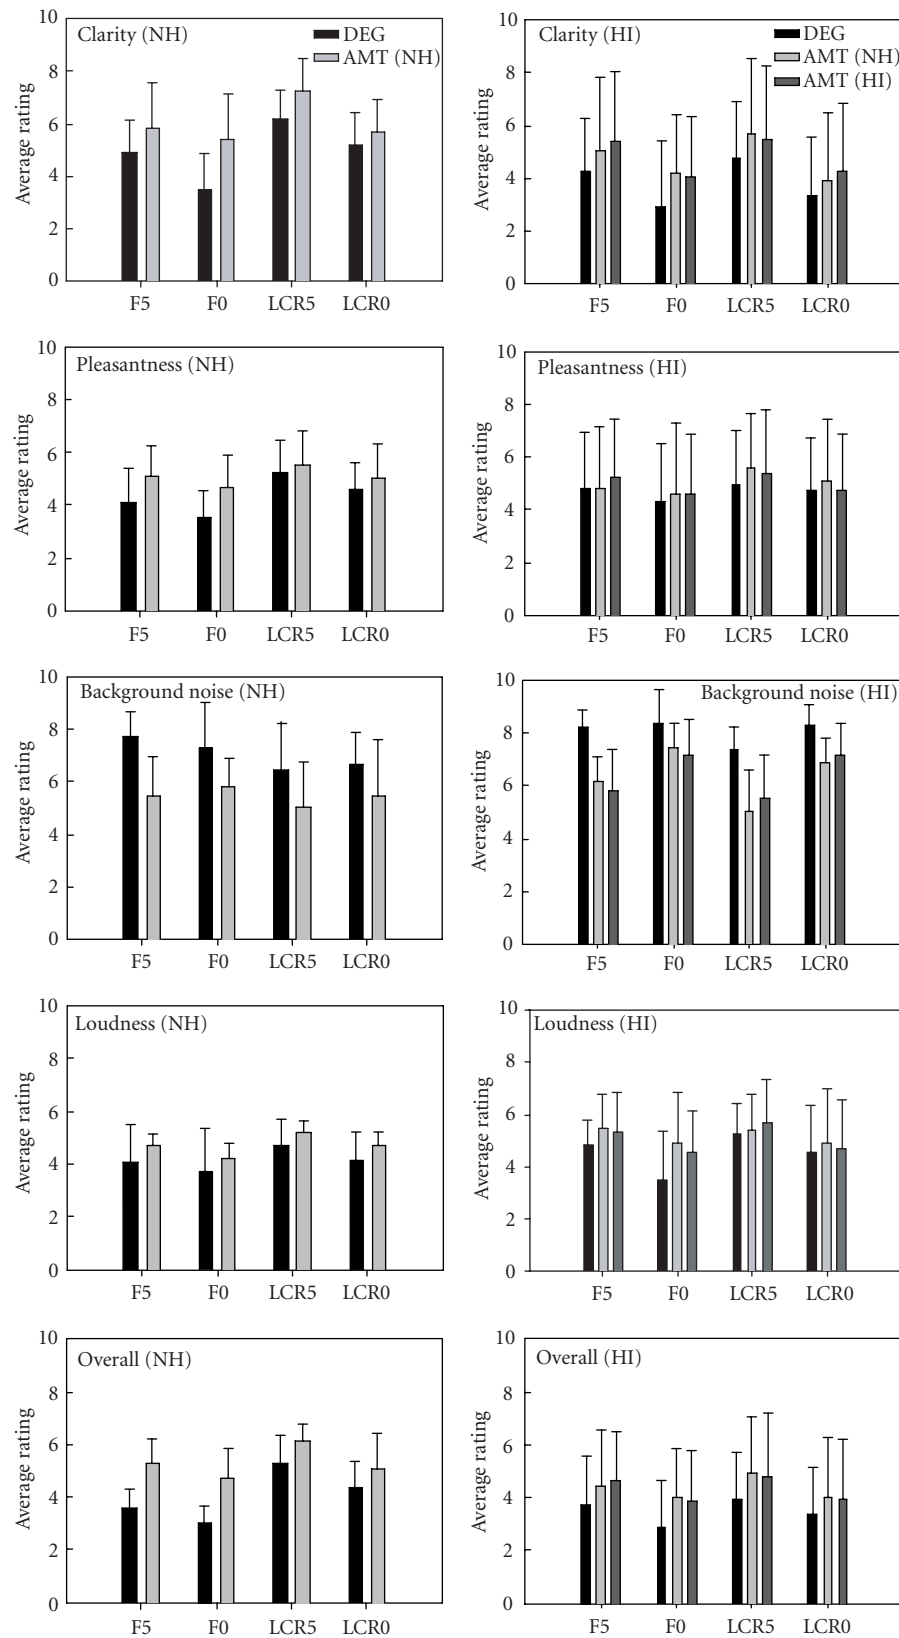 Clarity (NH)
DEG
AMT (NH)
Average rating
10
8
6
4
2
0
F5 F0 LCR5 LCR0
Clarity (HI)
DEG
AMT (NH)
AMT (HI)
Average rating
10
8
6
4
2
0
F5 F0 LCR5 LCR0
Pleasantness (NH)
Average rating
10
8
6
4
2
0
F5 F0 LCR5 LCR0
Pleasantness (HI)
Average rating
10
8
6
4
2
0
F5 F0 LCR5 LCR0
Background noise (NH)
Average rating
10
8
6
4
2
0
F5 F0 LCR5 LCR0
Background noise (HI)
Average rating
10
8
6
4
2
0
F5 F0 LCR5 LCR0
Loudness (NH)
Average rating
10
8
6
4
2
0
F5 F0 LCR5 LCR0
Loudness (HI)
Average rating
10
8
6
4
2
0
F5 F0 LCR5 LCR0
Overall (NH)
Average rating
10
8
6
4
2
0
F5 F0 LCR5 LCR0
Overall (HI)
Average rating
10
8
6
4
2
0
F5 F0 LCR5 LCR0